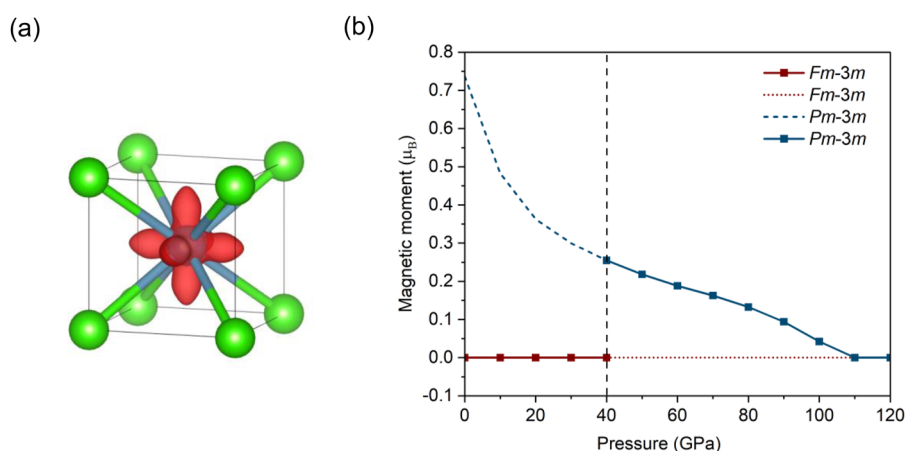 (a)
(b)
0.8
0.7
0.6
0.5
0.4
0.3
0.2
0.1
0.0
-0.1
Magnetic moment (μB)
Fm-3m
Fm-3m
Pm-3m
Pm-3m
0 20 40 60 80 100 120
Pressure (GPa)